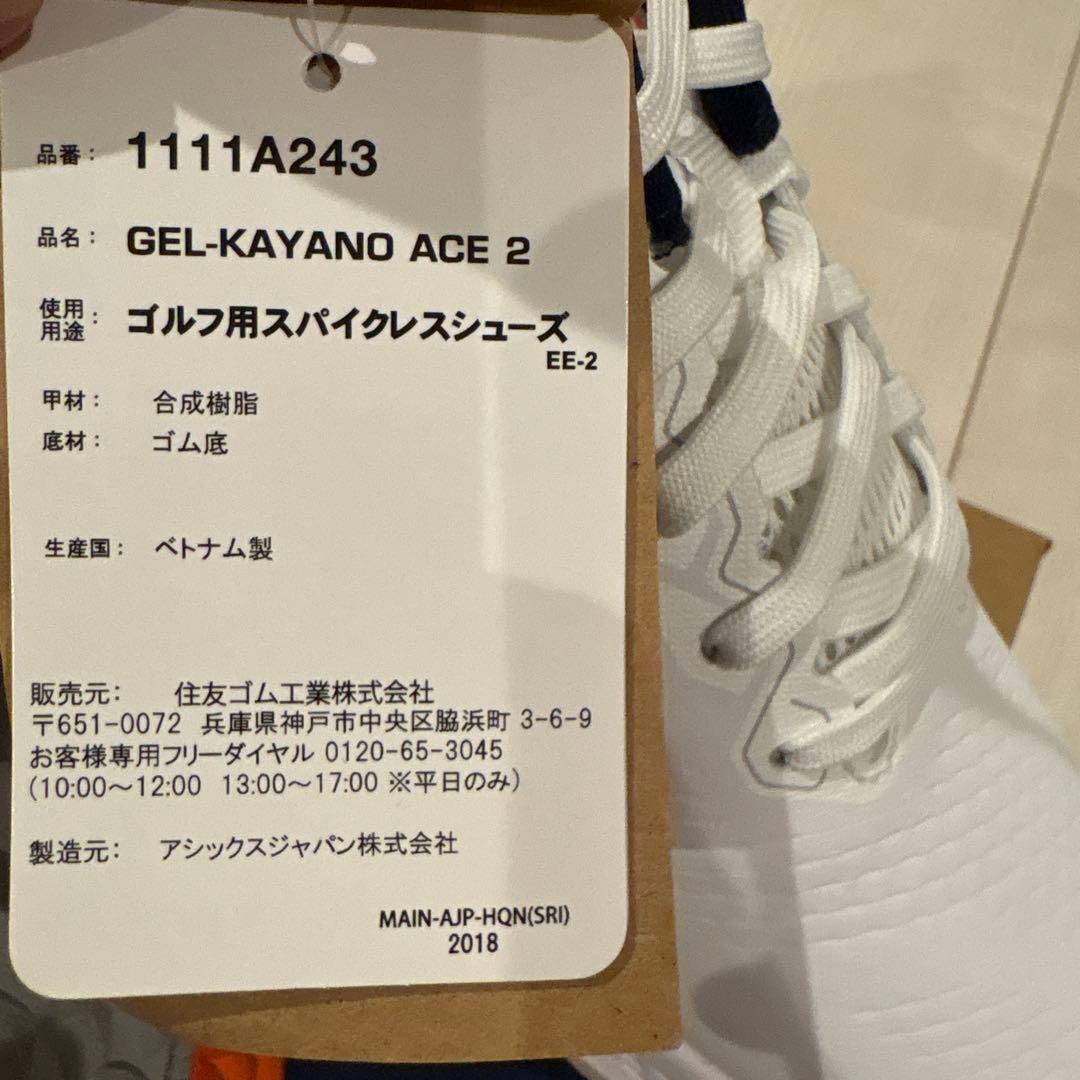 品番： 1111A243
品名： GEL-KAYANO ACE 2
使用用途： ゴルフ用スパイクレスシューズ
EE-2
甲材： 合成樹脂
底材： ゴム底
生産国： ベトナム製
販売元： 住友ゴム工業株式会社
〒651-0072 兵庫県神戸市中央区脇浜町 3-6-9
お客様専用フリーダイヤル 0120-65-3045
(10:00〜12:00 13:00〜17:00 ※平日のみ)
製造元： アシックスジャパン株式会社
MAIN-AJP-HQN(SRI)
2018